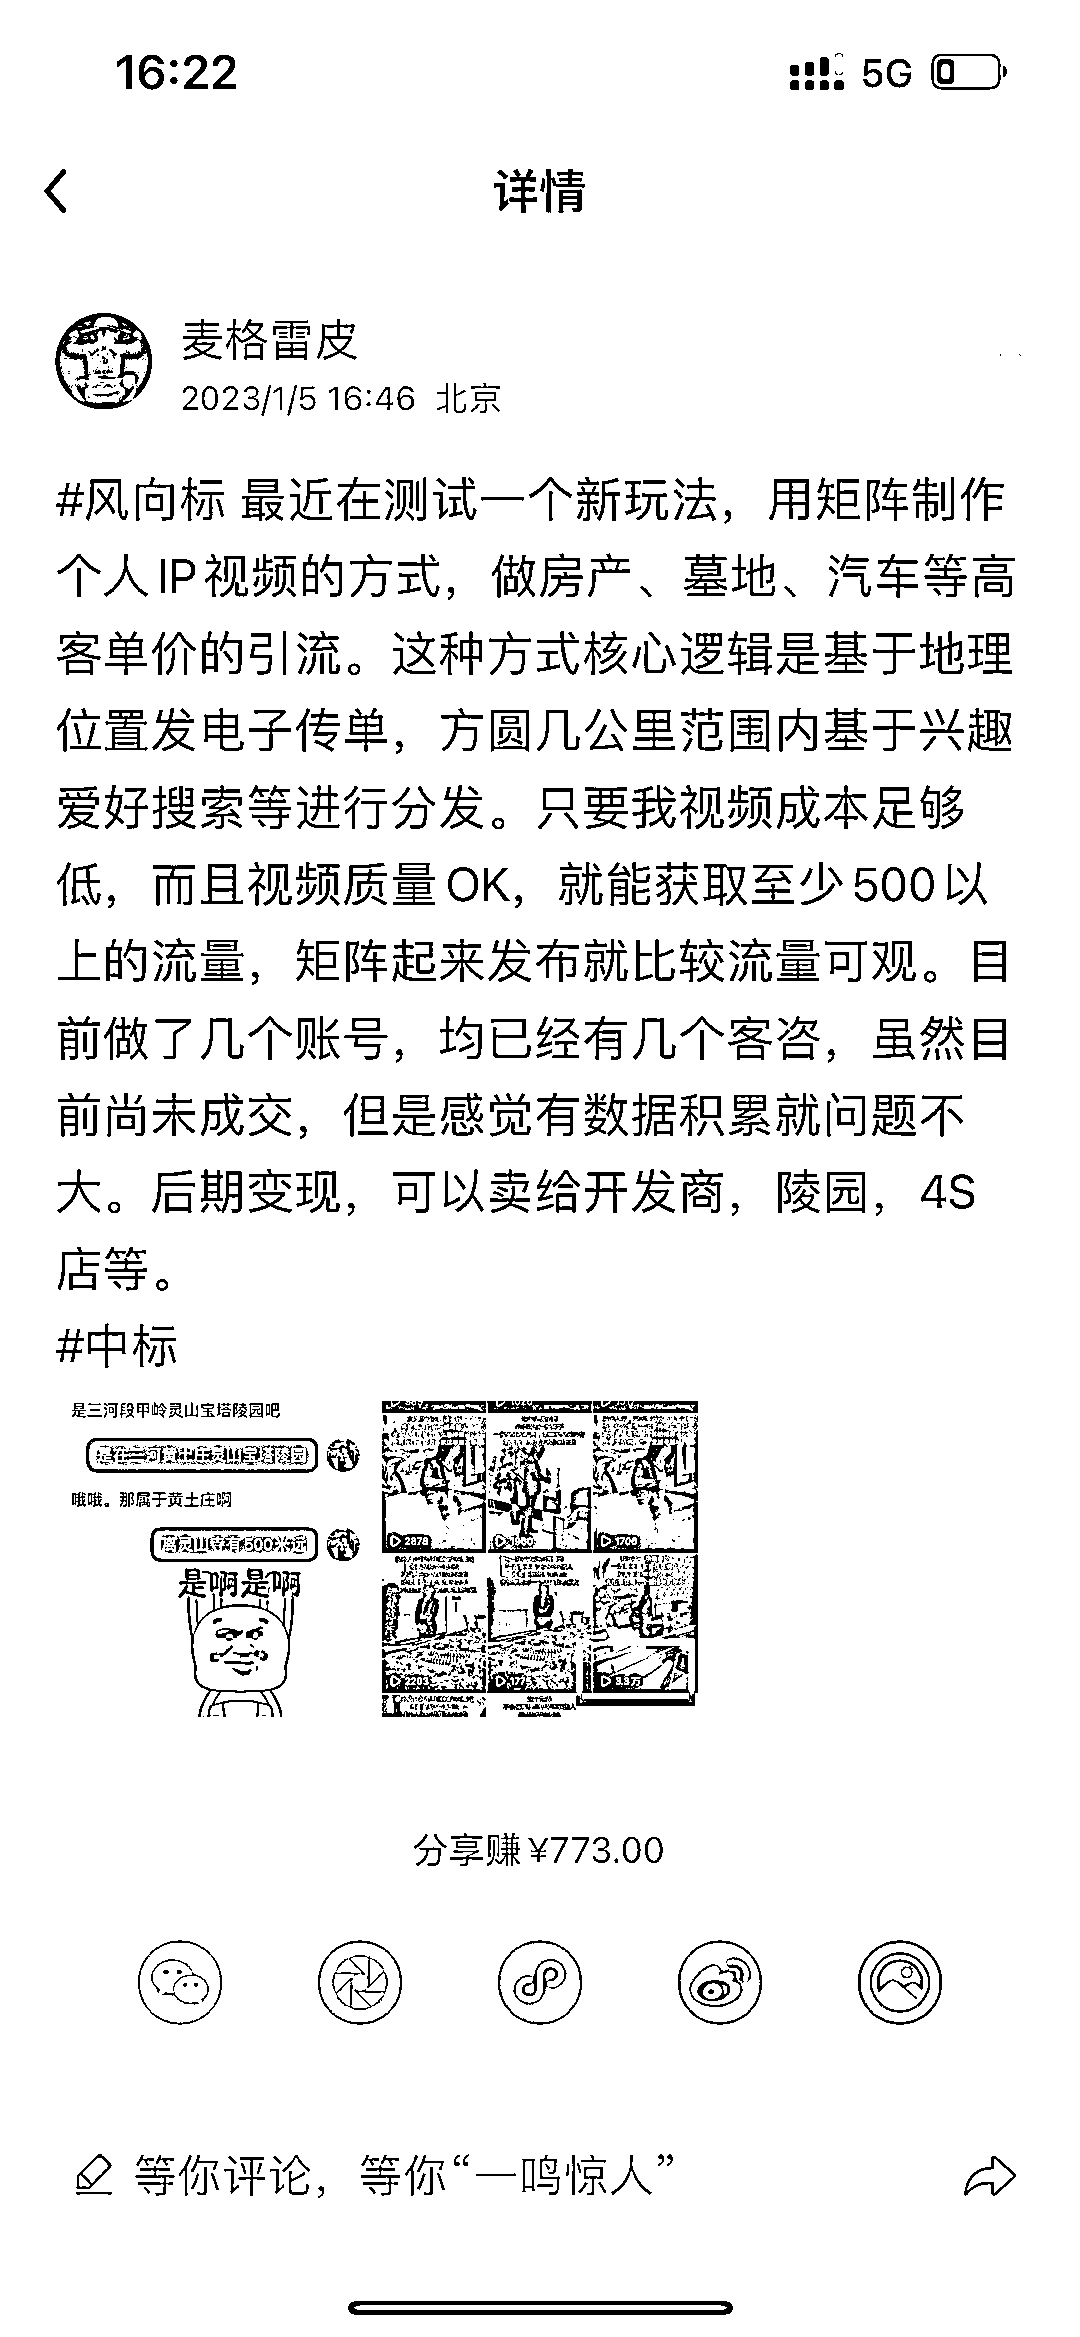 16:22
5G
详情
麦格雷皮
2023/1/5 16:46 北京
#风向标 最近在测试一个新玩法，用矩阵制作
个人IP视频的方式，做房产、墓地、汽车等高
客单价的引流。这种方式核心逻辑是基于地理
位置发电子传单，方圆几公里范围内基于兴趣
爱好搜索等进行分发。只要我视频成本足够
低，而且视频质量OK，就能获取至少500以
上的流量，矩阵起来发布就比较流量可观。目
前做了几个账号，均已经有几个客咨，虽然目
前尚未成交，但是感觉有数据积累就问题不
大。后期变现，可以卖给开发商，陵园，4S
店等。
#中标
是三河段甲岭灵山宝塔陵园吧
是在三河黄土庄灵山宝塔陵园
哦哦。那属于黄土庄啊
离灵山寺有500米远
是啊是啊
分享赚¥773.00
等你评论，等你“一鸣惊人”